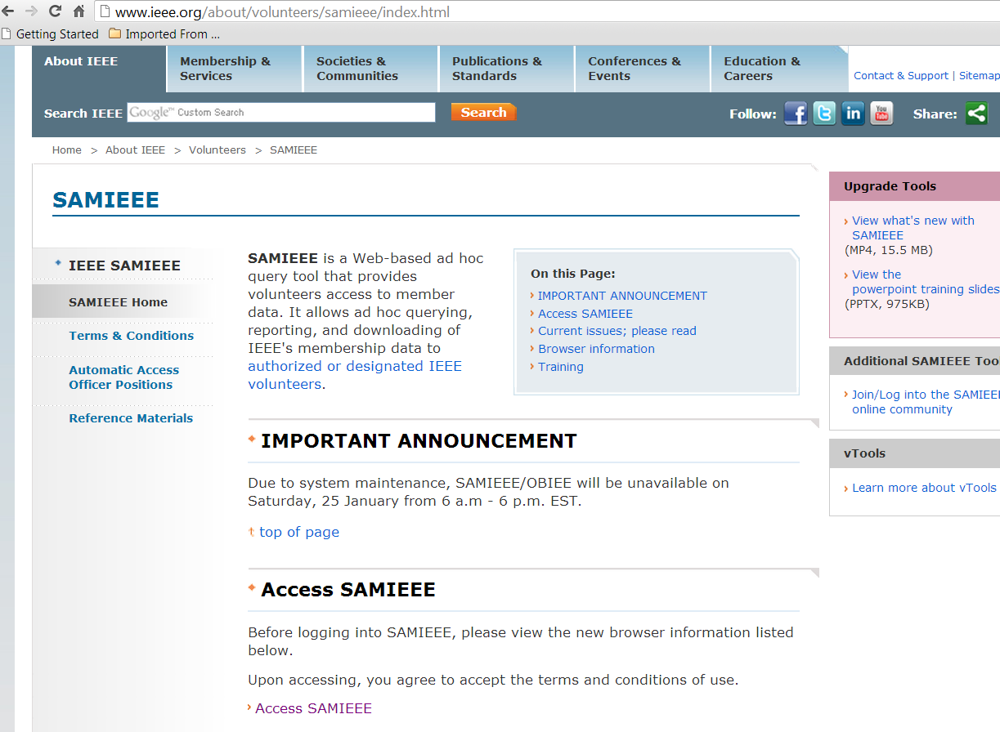 www.ieee.org/about/volunteers/samieee/index.html
Getting Started Imported From ...
About IEEE
Membership &
Services
Societies &
Communities
Publications &
Standards
Conferences &
Events
Education &
Careers
Contact & Support | Sitemap
Search IEEE Google™ Custom Search Search Follow: Share:
Home > About IEEE > Volunteers > SAMIEEE
SAMIEEE
IEEE SAMIEEE
SAMIEEE Home
Terms & Conditions
Automatic Access
Officer Positions
Reference Materials
SAMIEEE is a Web-based ad hoc
query tool that provides
volunteers access to member
data. It allows ad hoc querying,
reporting, and downloading of
IEEE's membership data to
authorized or designated IEEE
volunteers.
On this Page:
IMPORTANT ANNOUNCEMENT
Access SAMIEEE
Current issues; please read
Browser information
Training
IMPORTANT ANNOUNCEMENT
Due to system maintenance, SAMIEEE/OBIEE will be unavailable on
Saturday, 25 January from 6 a.m - 6 p.m. EST.
top of page
Access SAMIEEE
Before logging into SAMIEEE, please view the new browser information listed
below.
Upon accessing, you agree to accept the terms and conditions of use.
Access SAMIEEE
Upgrade Tools
View what's new with
SAMIEEE
(MP4, 15.5 MB)
View the
powerpoint training slides
(PPTX, 975KB)
Additional SAMIEEE Too
Join/Log into the SAMIEE
online community
vTools
Learn more about vTools